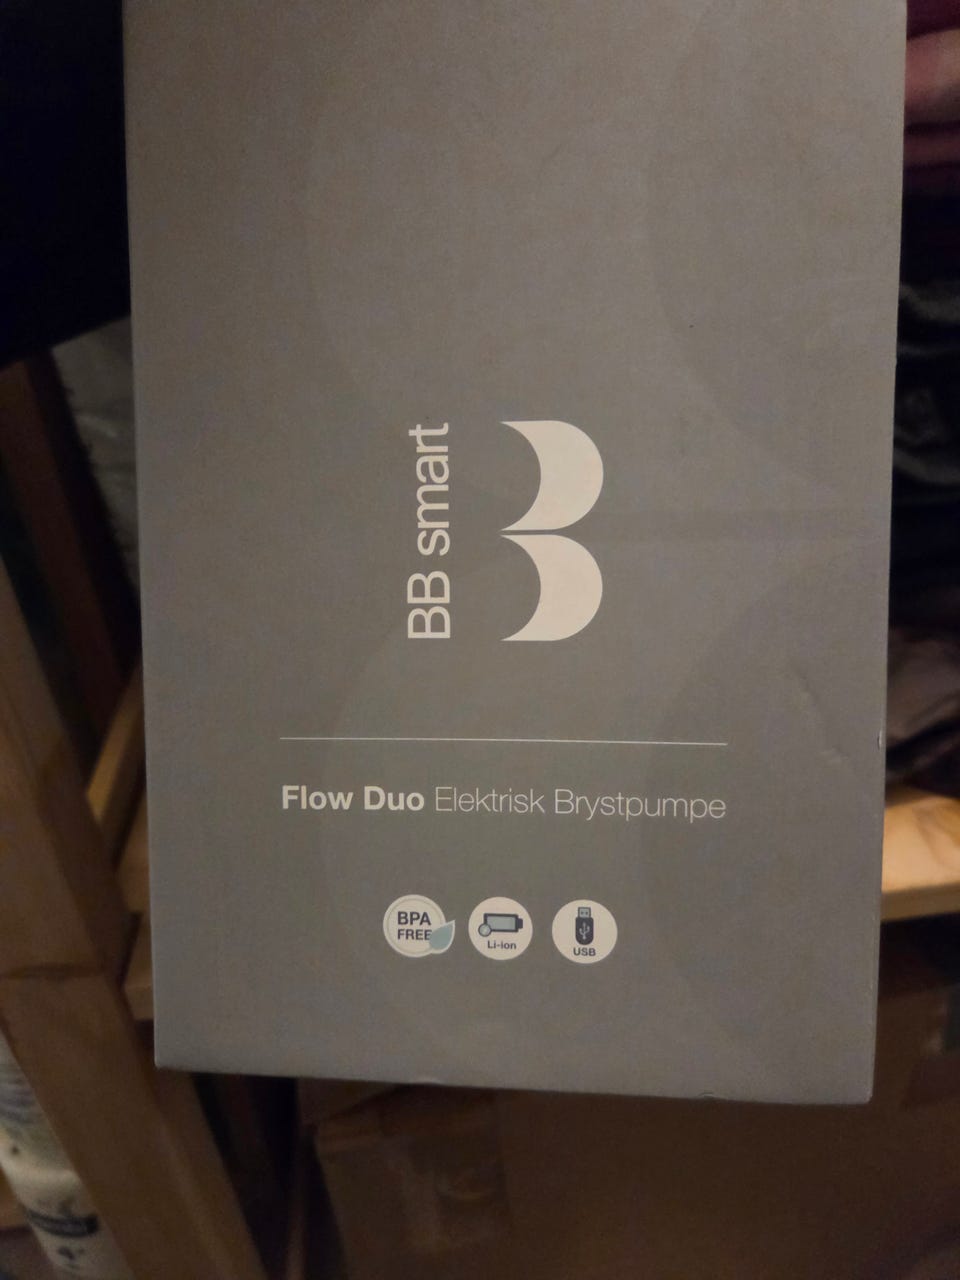 BB smart
Flow Duo Elektrisk Brystpumpe
BPA
FREE
Li-ion
USB